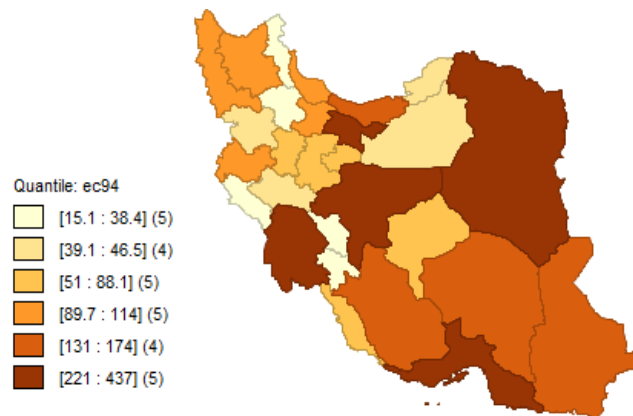 Quantile: ec94
[15.1 : 38.4] (5)
[39.1 : 46.5] (4)
[51 : 88.1] (5)
[89.7 : 114] (5)
[131 : 174] (4)
[221 : 437] (5)